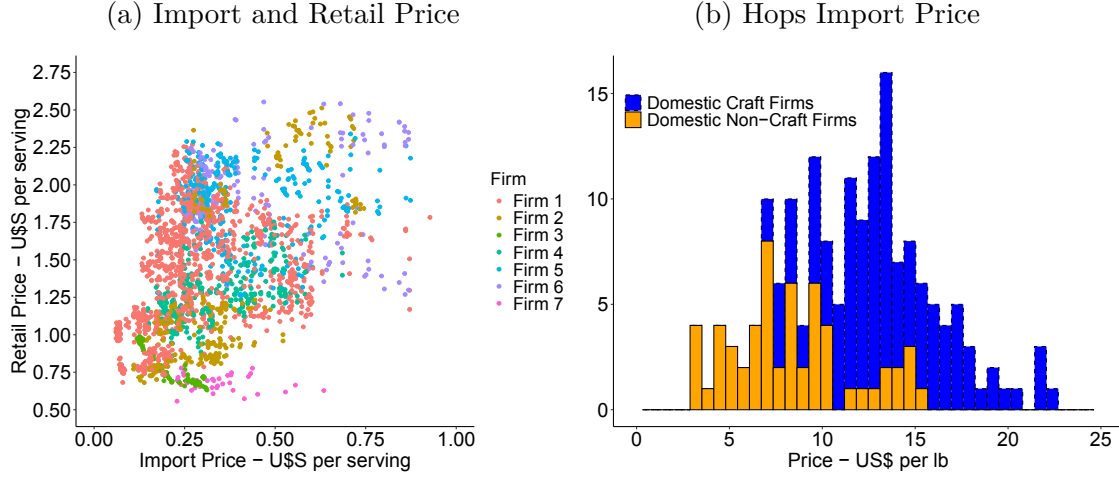 (a) Import and Retail Price
(b) Hops Import Price
Retail Price − U$S per serving
2.75
2.50
2.25
2.00
1.75
1.50
1.25
1.00
0.75
0.50
0.00
0.25
0.50
0.75
1.00
Import Price − U$S per serving
Firm
Firm 1
Firm 2
Firm 3
Firm 4
Firm 5
Firm 6
Firm 7
15
10
5
0
Domestic Craft Firms
Domestic Non−Craft Firms
0
5
10
15
20
25
Price − US$ per lb